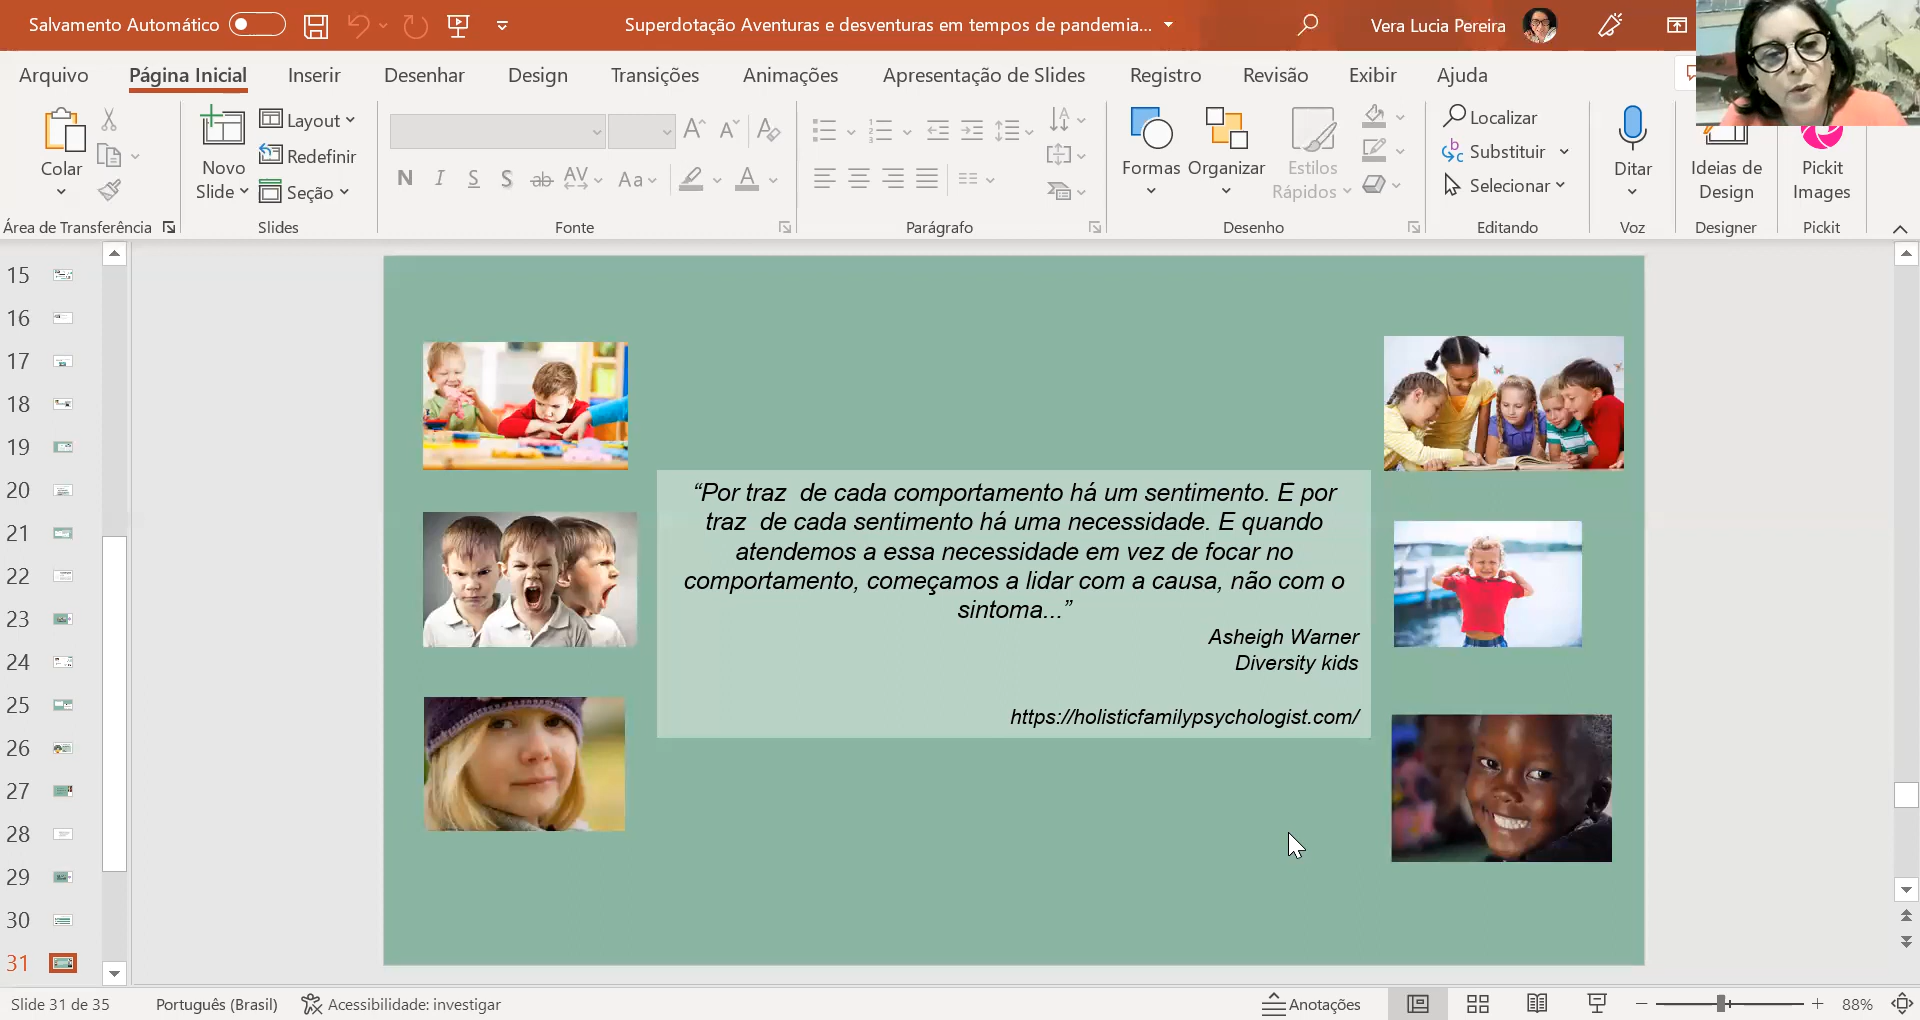 Salvamento Automático
Superdotação Aventuras e desventuras em tempos de pandemia...
Vera Lucia Pereira
Arquivo Página Inicial Inserir Desenhar Design Transições Animações Apresentação de Slides Registro Revisão Exibir Ajuda
Colar
Novo
Slide
Layout
Redefinir
Seção
N I S S ab AV Aa A
Formas
Organizar
Estilos
Rápidos
Localizar
Substituir
Selecionar
Ditar
Ideias de
Design
Pickit
Images
Área de Transferência Slides Fonte Parágrafo Desenho Editando Voz Designer Pickit
15
16
17
18
19
20
21
22
23
24
25
26
27
28
29
30
31
“Por traz  de cada comportamento há um sentimento. E por
traz  de cada sentimento há uma necessidade. E quando
atendemos a essa necessidade em vez de focar no
comportamento, começamos a lidar com a causa, não com o
sintoma...”
Asheigh Warner
Diversity kids
https://holisticfamilypsychologist.com/
Slide 31 de 35 Português (Brasil) Acessibilidade: investigar Anotações 88%